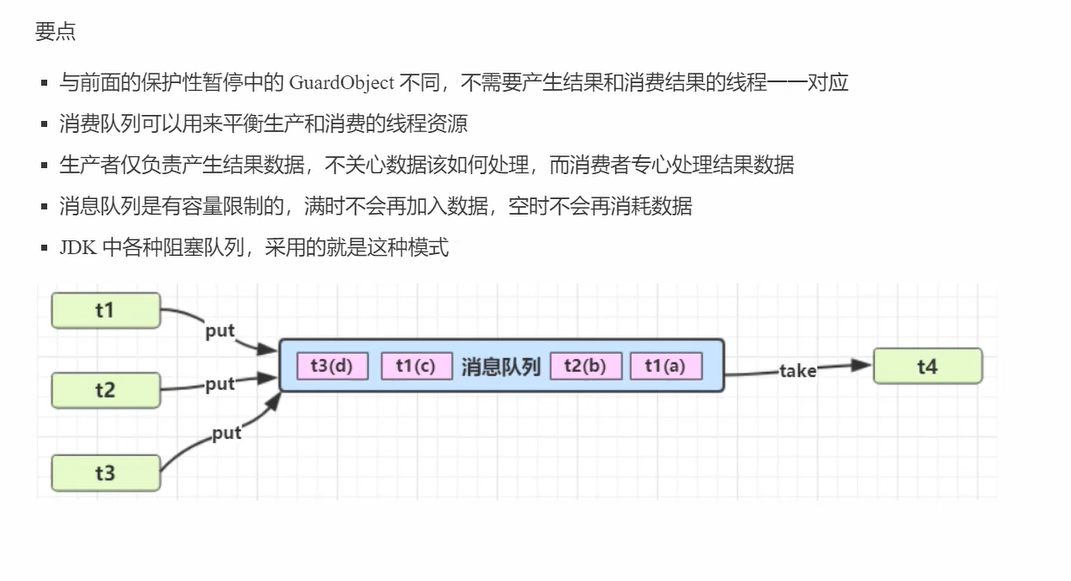 要点
与前面的保护性暂停中的 GuardObject 不同，不需要产生结果和消费结果的线程一一对应
消费队列可以用来平衡生产和消费的线程资源
生产者仅负责产生结果数据，不关心数据该如何处理，而消费者专心处理结果数据
消息队列是有容量限制的，满时不会再加入数据，空时不会再消耗数据
JDK 中各种阻塞队列，采用的就是这种模式
t1
put
t3(d) t1(c) 消息队列 t2(b) t1(a)
t2
put
take
t4
put
t3